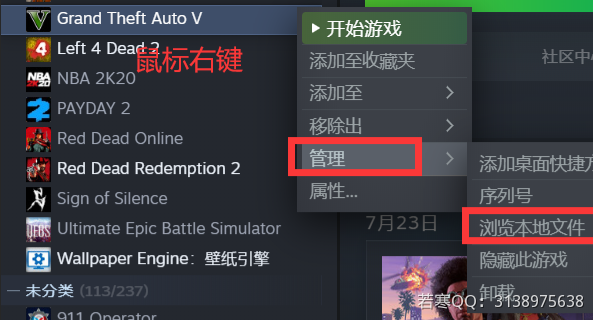 Grand Theft Auto V
Left 4 Dead 2
NBA 2K20
PAYDAY 2
Red Dead Online
Red Dead Redemption 2
Sign of Silence
Ultimate Epic Battle Simulator
Wallpaper Engine：壁纸引擎
— 未分类 (113/237)
911 Operator
鼠标右键
▶ 开始游戏
添加至收藏夹
添加至 >
移除出 >
管理 >
属性...
添加桌面快捷方
序列号
浏览本地文件
隐藏此游戏
卸载
社区中
7月23日
若寒QQ：3138975638